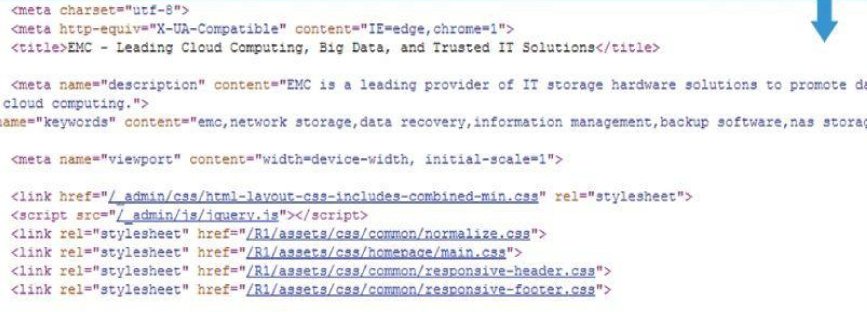 <meta charset="utf-8">
<meta http-equiv="X-UA-Compatible" content="IE=edge,chrome=1">
<title>EMC - Leading Cloud Computing, Big Data, and Trusted IT Solutions</title>
<meta name="description" content="EMC is a leading provider of IT storage hardware solutions to promote da
cloud computing.">
name="keywords" content="emc,network storage,data recovery,information management,backup software,nas storag
<meta name="viewport" content="width=device-width, initial-scale=1">
<link href="/_admin/css/html-layout-css-includes-combined-min.css" rel="stylesheet">
<script src="/_admin/js/jquery.js"></script>
<link rel="stylesheet" href="/R1/assets/css/common/normalize.css">
<link rel="stylesheet" href="/R1/assets/css/homepage/main.css">
<link rel="stylesheet" href="/R1/assets/css/common/responsive-header.css">
<link rel="stylesheet" href="/R1/assets/css/common/responsive-footer.css">